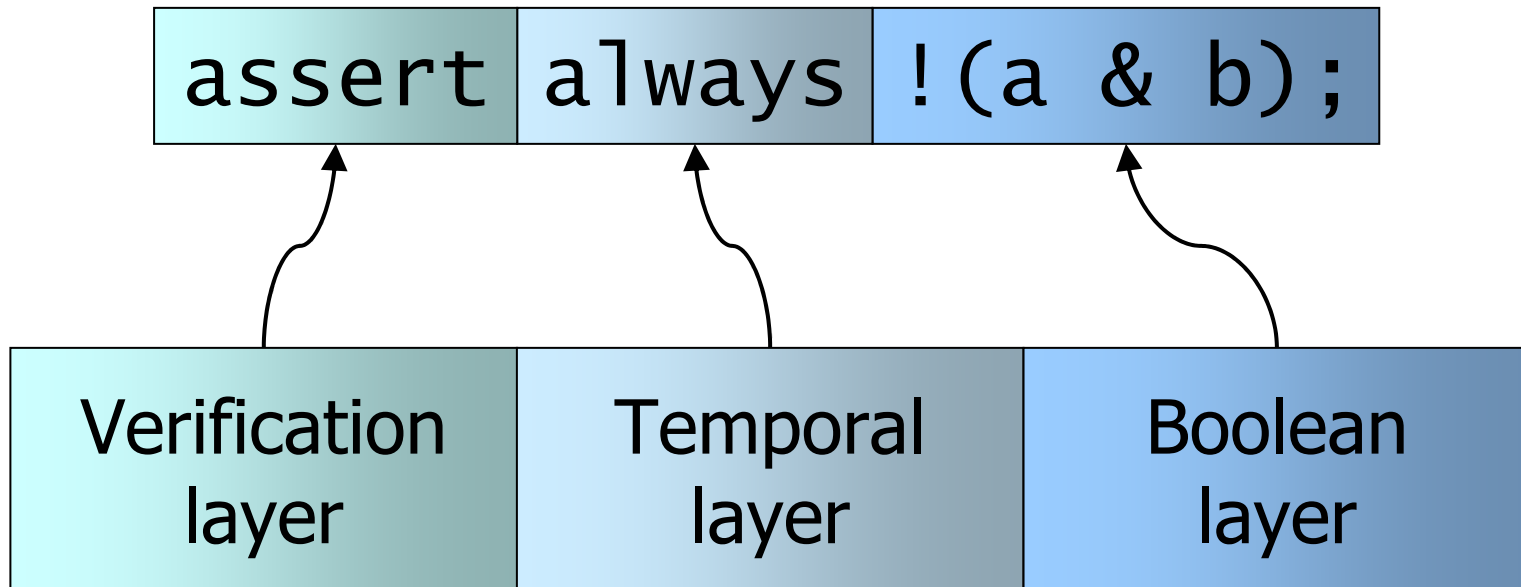 assert always !(a & b);
Verification Temporal Boolean
layer layer layer